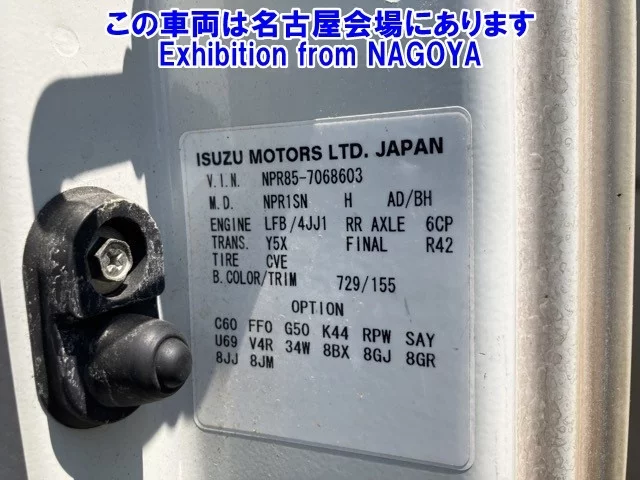 この車両は名古屋会場にあります
Exhibition from NAGOYA
ISUZU MOTORS LTD. JAPAN
V.I.N. NPR85-7068603
M.D. NPR1SN H AD/BH
ENGINE LFB/4JJ1 RR AXLE 6CP
TRANS. Y5X FINAL R42
TIRE CVE
B.COLOR/TRIM 729/155
OPTION
C60 FF0 G50 K44 RPW SAY
U69 V4R 34W 8BX 8GJ 8GR
8JJ 8JM